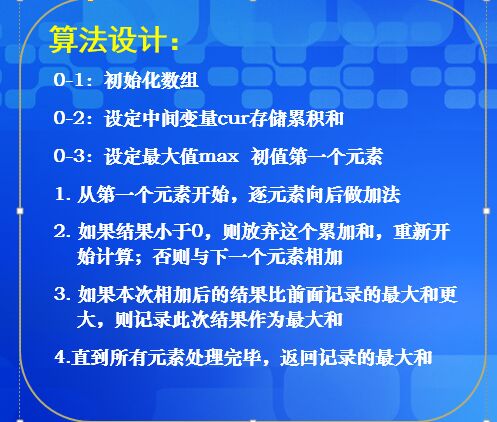 算法设计：
0-1：初始化数组
0-2：设定中间变量cur存储累积和
0-3：设定最大值max 初值第一个元素
1. 从第一个元素开始，逐元素向后做加法
2. 如果结果小于0，则放弃这个累加和，重新开
始计算；否则与下一个元素相加
3. 如果本次相加后的结果比前面记录的最大和更
大，则记录此次结果作为最大和
4.直到所有元素处理完毕，返回记录的最大和